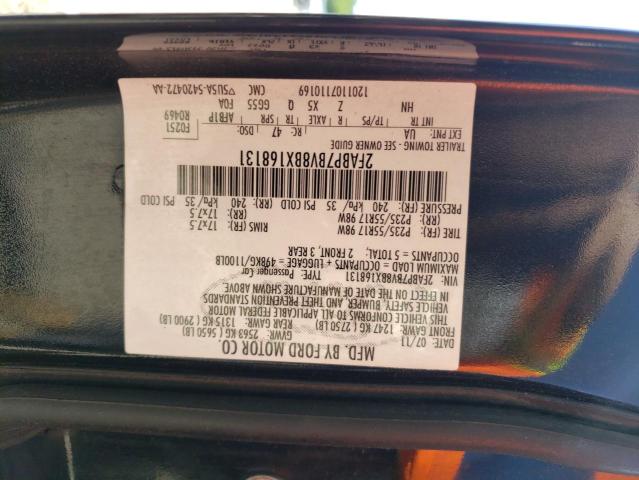 MFD. BY FORD MOTOR CO.
DATE: 07/11 GVWR: 2563 KG ( 5650 LB)
FRONT GAWR: 1247 KG ( 2750 LB) REAR GAWR: 1315 KG ( 2900 LB)
THIS VEHICLE CONFORMS TO ALL APPLICABLE FEDERAL MOTOR
VEHICLE SAFETY, BUMPER, AND THEFT PREVENTION STANDARDS
IN EFFECT ON THE DATE OF MANUFACTURE SHOWN ABOVE.
VIN: 2FABP7BV8BX168131 TYPE: Passenger Car
MAXIMUM LOAD = OCCUPANTS + LUGGAGE = 498KG/1100LB
OCCUPANTS = 5 TOTAL, 2 FRONT, 3 REAR
TIRE (FR): P235/55R17 98W RIMS (FR): 17x7.5
(RR): P235/55R17 98W (RR): 17x7.5
PRESSURE (FR): 240 kPa/ 35 PSI COLD (RR): 240 kPa/ 35 PSI COLD
2FABP7BV8BX168131
TRAILER TOWING - SEE OWNER GUIDE
EXT PNT: UA RC: 47 DSO: F0251 R0469
INT TR TP/PS R AXLE TR SPR AFB1P
HN Z X5 Q GG55 FOA
1201107110169 CMC ▽5U5A-5420472-AA